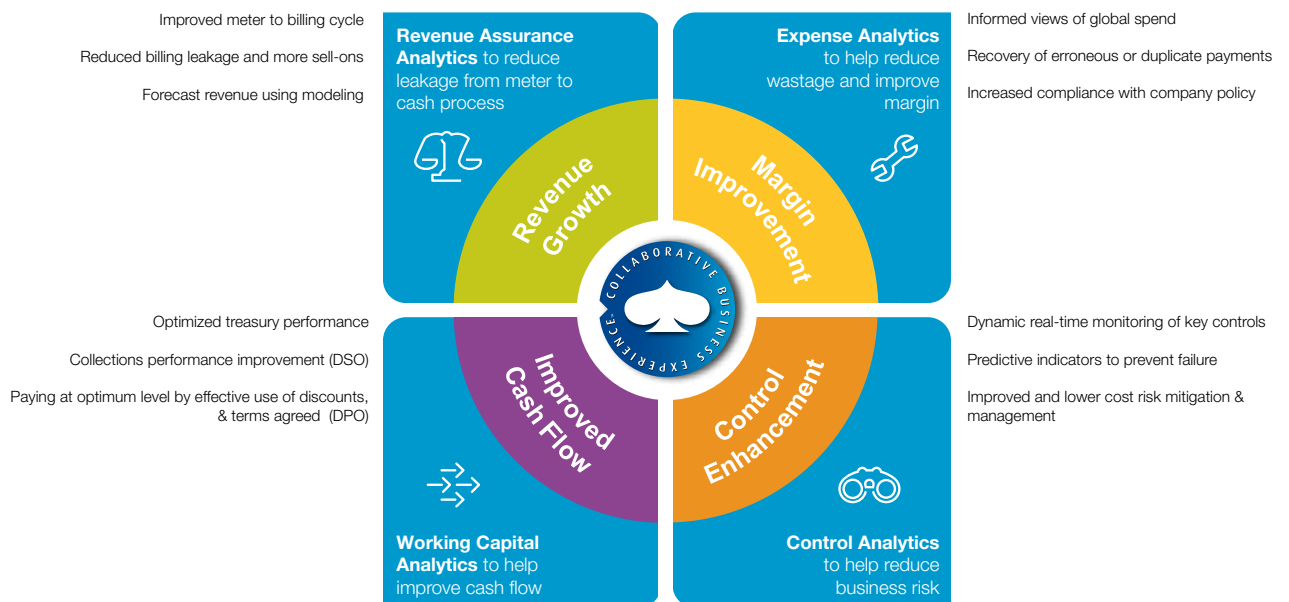 Improved meter to billing cycle
Reduced billing leakage and more sell-ons
Forecast revenue using modeling
Revenue Assurance
Analytics to reduce
leakage from meter to
cash process
Expense Analytics
to help reduce
wastage and improve
margin
Informed views of global spend
Recovery of erroneous or duplicate payments
Increased compliance with company policy
Revenue
Growth
Margin
Improvement
COLLABORATIVE BUSINESS EXPERIENCE™
Optimized treasury performance
Collections performance improvement (DSO)
Paying at optimum level by effective use of discounts,
& terms agreed (DPO)
Improved
Cash Flow
Control
Enhancement
Dynamic real-time monitoring of key controls
Predictive indicators to prevent failure
Improved and lower cost risk mitigation &
management
Working Capital
Analytics to help
improve cash flow
Control Analytics
to help reduce
business risk